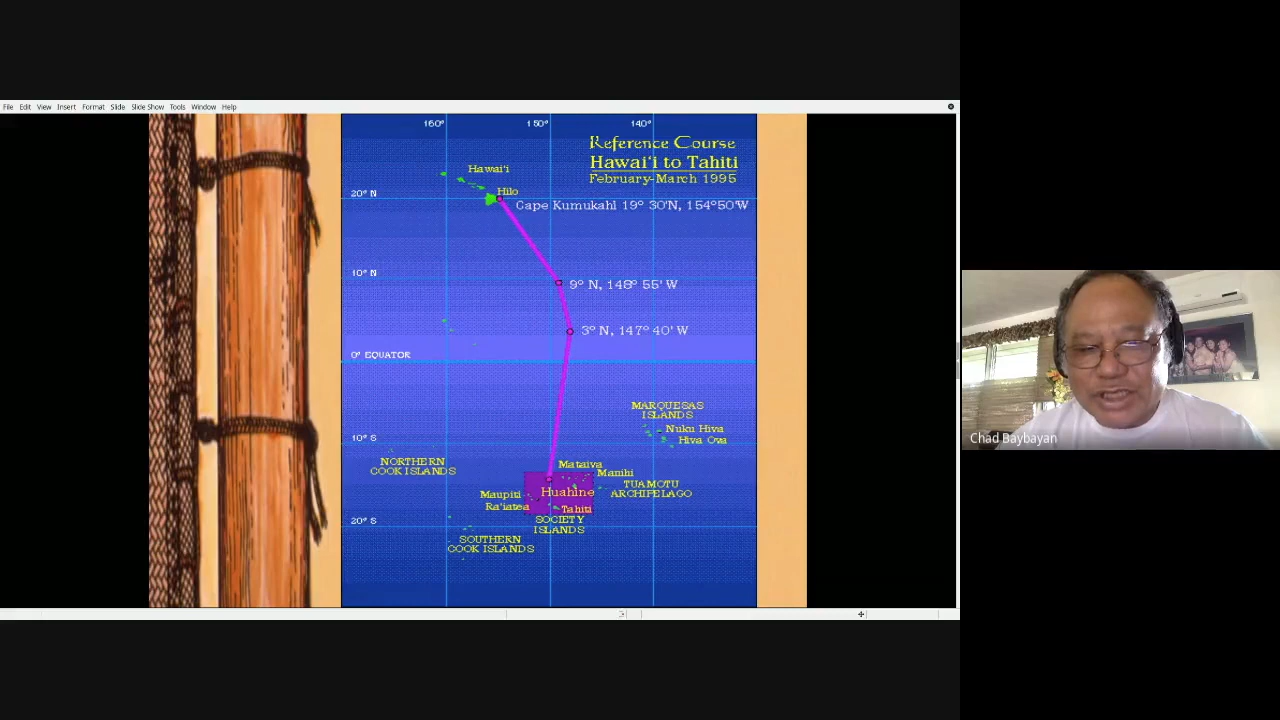 File Edit View Insert Format Slide Slide Show Tools Window Help
160° 150° 140°
Reference Course
Hawai'i to Tahiti
February-March 1995
Hawai'i
Hilo
20° N
Cape Kumukahl 19° 30'N, 154°50'W
10° N
9° N, 148° 55' W
3° N, 147° 40' W
0° EQUATOR
MARQUESAS
ISLANDS
Nuku Hiva
Hiva Ova
10° S
NORTHERN
COOK ISLANDS
Mataiva
Manihi
TUAMOTU
ARCHIPELAGO
Maupiti
Huahine
Ra'iatea
Tahiti
SOCIETY
ISLANDS
20° S
SOUTHERN
COOK ISLANDS
Chad Baybayan